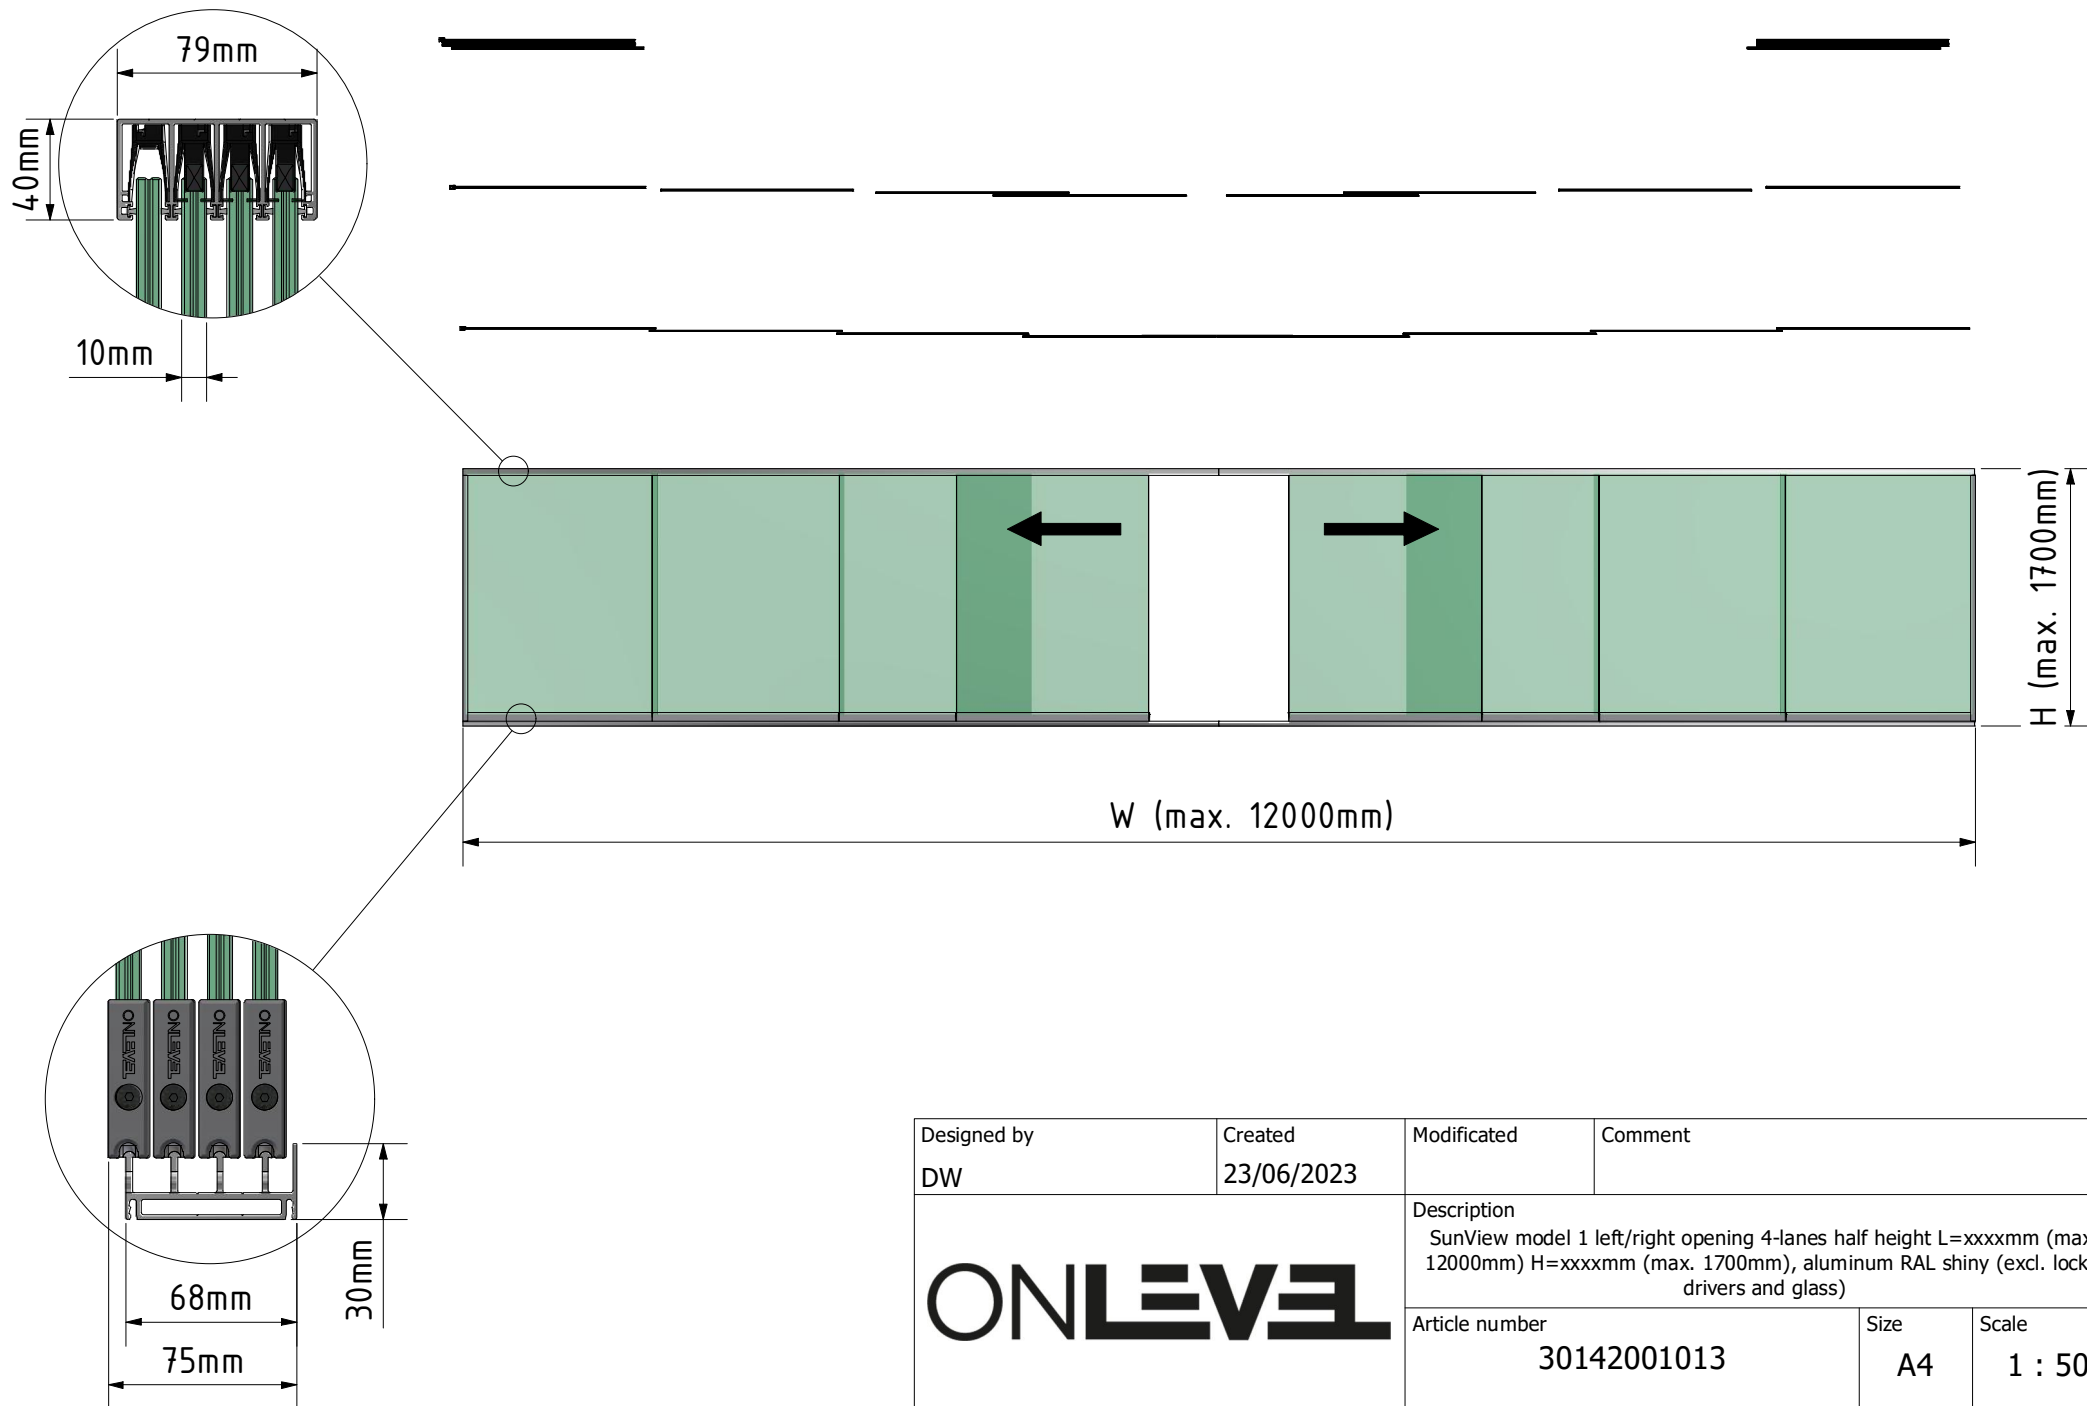 79mm
40mm
10mm
H (max. 1700mm)
W (max. 12000mm)
ONLEVEL ONLEVEL ONLEVEL ONLEVEL
30mm
68mm
75mm
Designed by
DW
Created
23/06/2023
Modificated
Comment
ONLEVEL
Description
SunView model 1 left/right opening 4-lanes half height L=xxxxmm (max
12000mm) H=xxxxmm (max. 1700mm), aluminum RAL shiny (excl. lock
drivers and glass)
Article number
30142001013
Size
A4
Scale
1 : 50